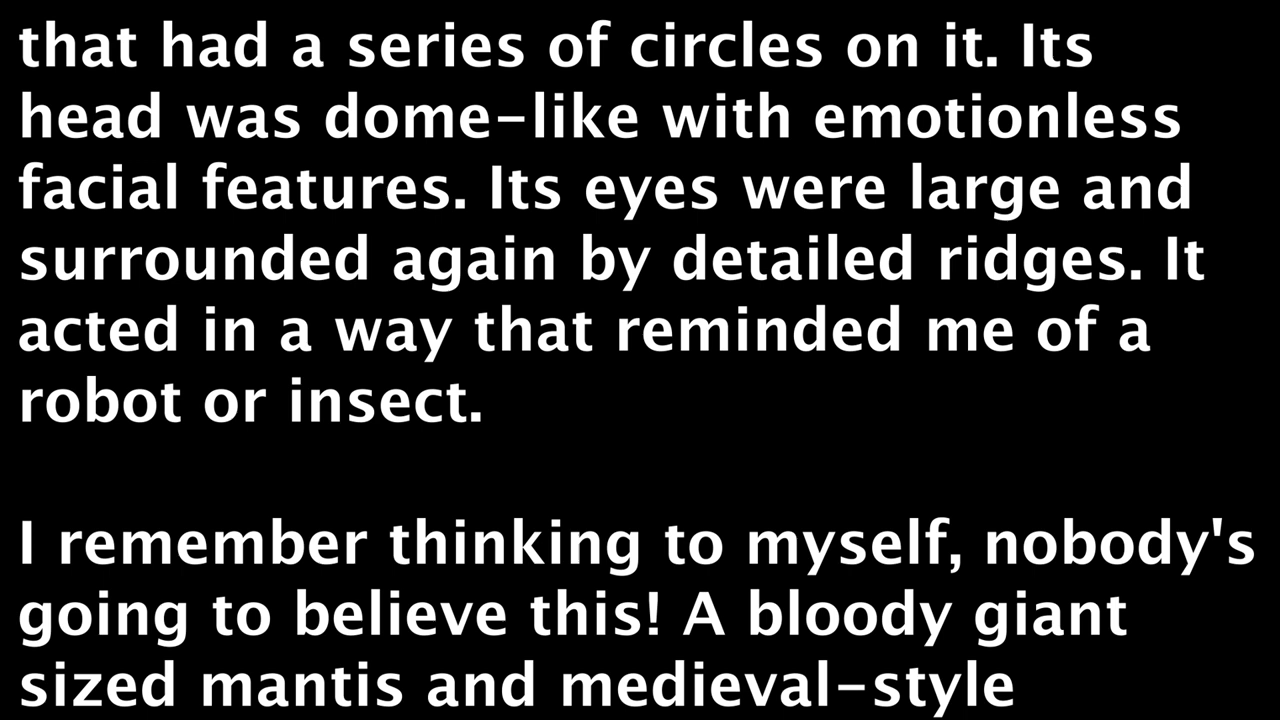 that had a series of circles on it. Its
head was dome-like with emotionless
facial features. Its eyes were large and
surrounded again by detailed ridges. It
acted in a way that reminded me of a
robot or insect.
I remember thinking to myself, nobody's
going to believe this! A bloody giant
sized mantis and medieval-style